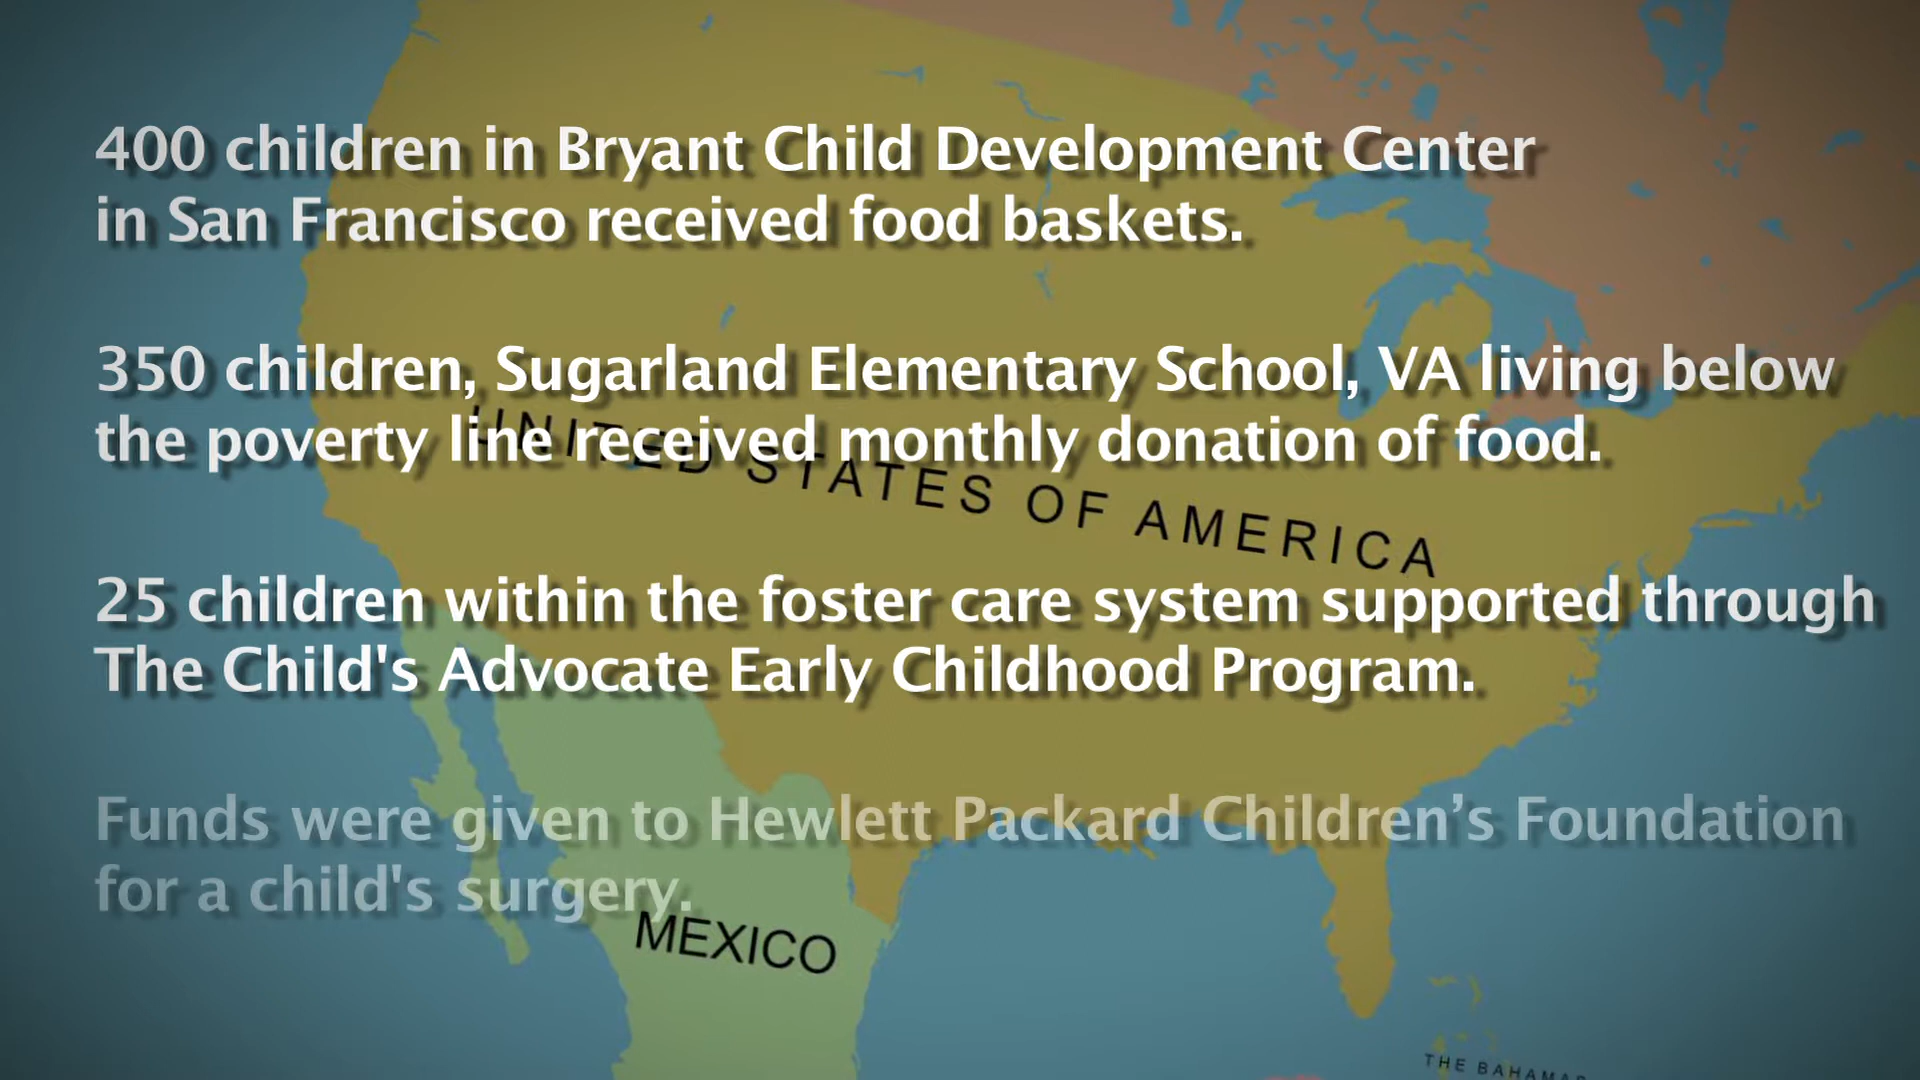 400 children in Bryant Child Development Center
in San Francisco received food baskets.
350 children, Sugarland Elementary School, VA living below
the poverty line received monthly donation of food.
UNITED STATES OF AMERICA
25 children within the foster care system supported through
The Child's Advocate Early Childhood Program.
Funds were given to Hewlett Packard Children’s Foundation
for a child's surgery.
MEXICO
THE BAHAMAS